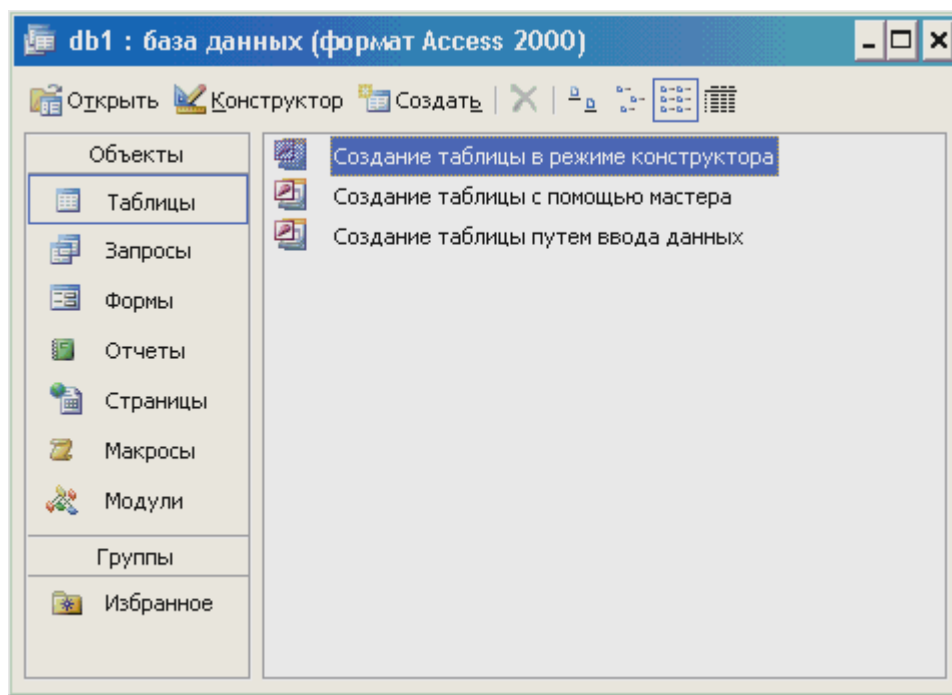 db1 : база данных (формат Access 2000)
Открыть Конструктор Создать
Объекты
Таблицы
Запросы
Формы
Отчеты
Страницы
Макросы
Модули
Группы
Избранное
Создание таблицы в режиме конструктора
Создание таблицы с помощью мастера
Создание таблицы путем ввода данных